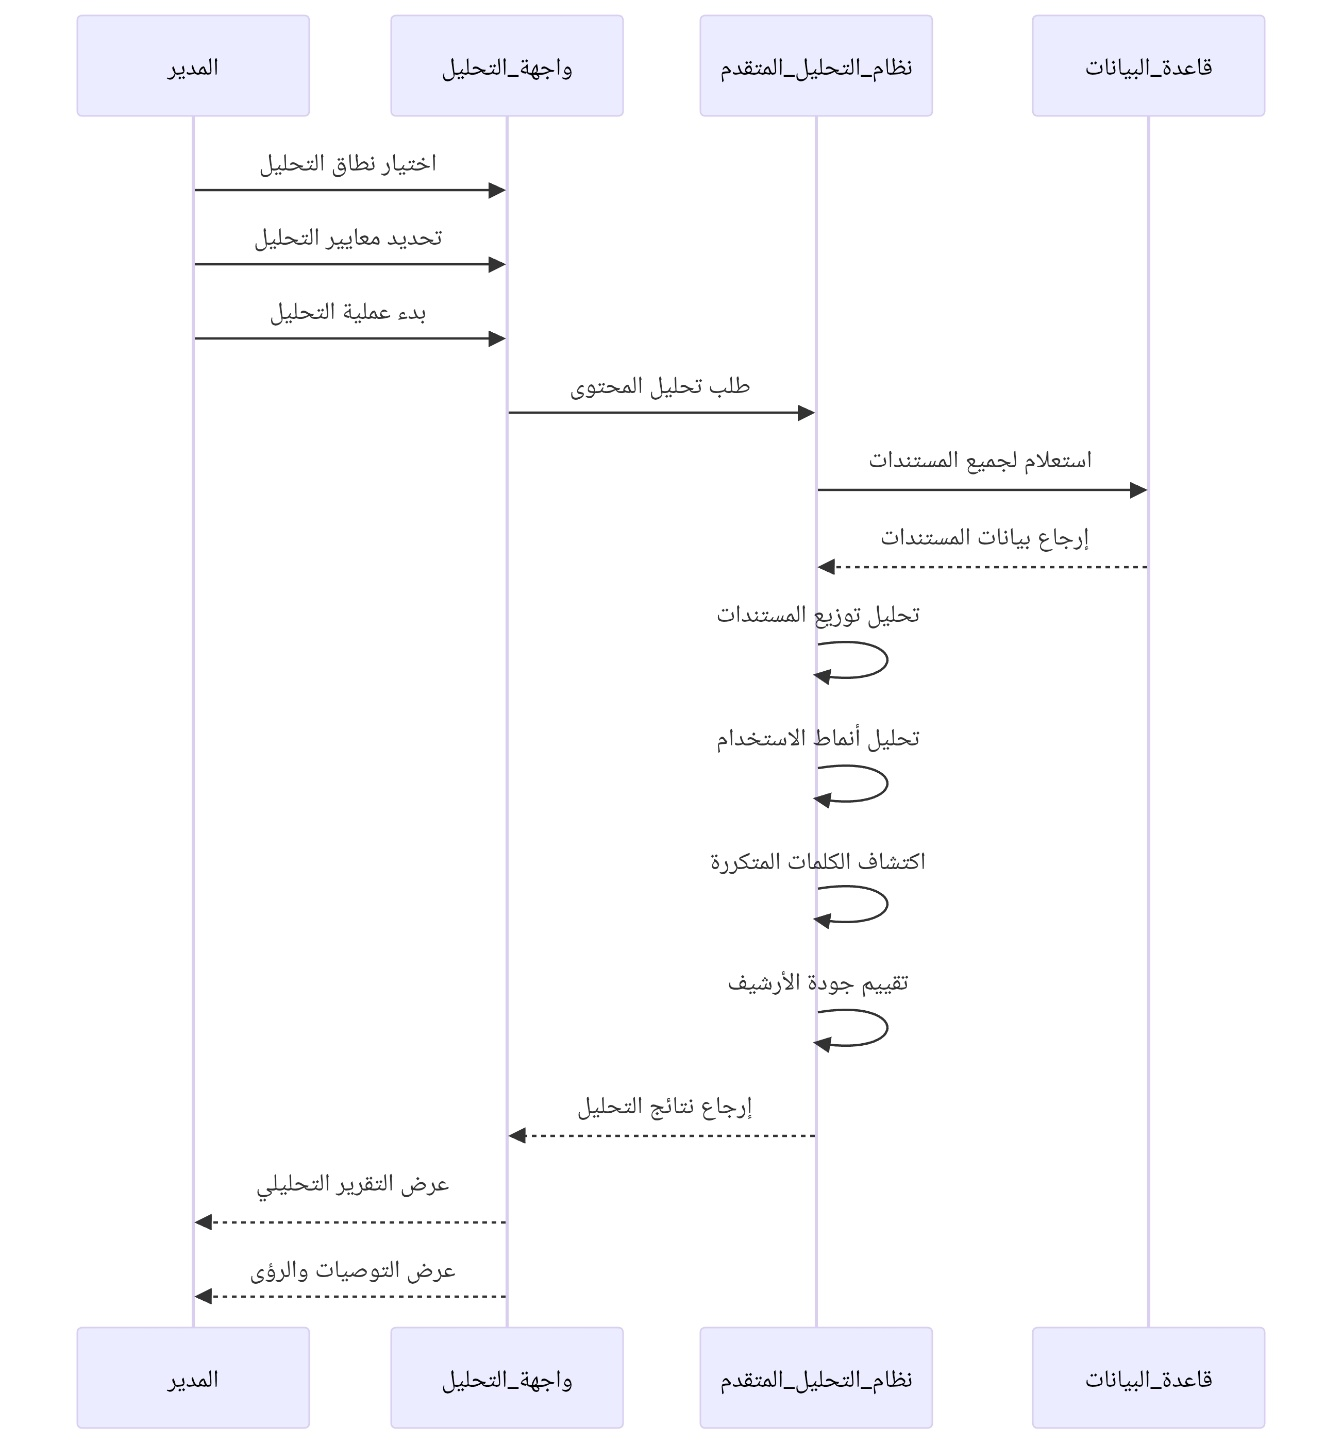 المدير
واجهة_التحليل
نظام_التحليل_المتقدم
قاعدة_البيانات
اختيار نطاق التحليل
تحديد معايير التحليل
بدء عملية التحليل
طلب تحليل المحتوى
استعلام لجميع المستندات
إرجاع بيانات المستندات
تحليل توزيع المستندات
تحليل أنماط الاستخدام
اكتشاف الكلمات المتكررة
تقييم جودة الأرشيف
إرجاع نتائج التحليل
عرض التقرير التحليلي
عرض التوصيات والرؤى
المدير
واجهة_التحليل
نظام_التحليل_المتقدم
قاعدة_البيانات